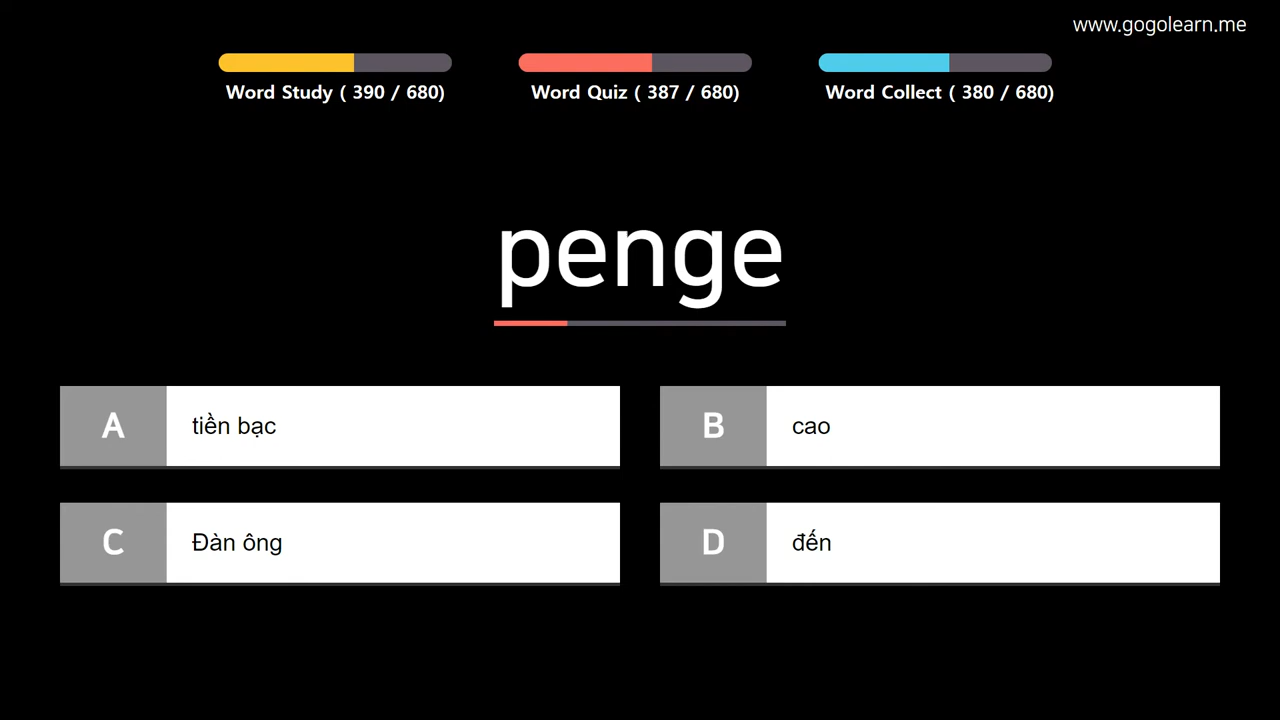 www.gogolearn.me
Word Study ( 390 / 680)
Word Quiz ( 387 / 680)
Word Collect ( 380 / 680)
penge
A
tiền bạc
B
cao
C
Đàn ông
D
đến